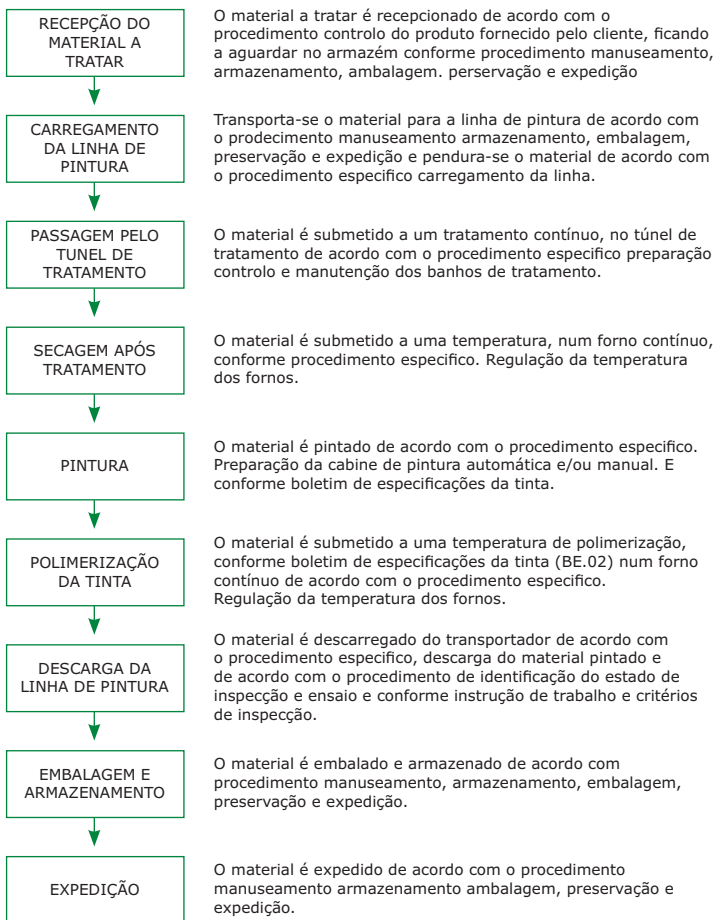 RECEPÇÃO DO
MATERIAL A
TRATAR
O material a tratar é recepcionado de acordo com o
procedimento controlo do produto fornecido pelo cliente, ficando
a aguardar no armazém conforme procedimento manuseamento,
armazenamento, ambalagem. perservação e expedição
CARREGAMENTO
DA LINHA DE
PINTURA
Transporta-se o material para a linha de pintura de acordo com
o prodecimento manuseamento armazenamento, embalagem,
preservação e expedição e pendura-se o material de acordo com
o procedimento especifico carregamento da linha.
PASSAGEM PELO
TUNEL DE
TRATAMENTO
O material é submetido a um tratamento contínuo, no túnel de
tratamento de acordo com o procedimento especifico preparação
controlo e manutenção dos banhos de tratamento.
SECAGEM APÓS
TRATAMENTO
O material é submetido a uma temperatura, num forno contínuo,
conforme procedimento especifico. Regulação da temperatura
dos fornos.
PINTURA
O material é pintado de acordo com o procedimento especifico.
Preparação da cabine de pintura automática e/ou manual. E
conforme boletim de especificações da tinta.
POLIMERIZAÇÃO
DA TINTA
O material é submetido a uma temperatura de polimerização,
conforme boletim de especificações da tinta (BE.02) num forno
contínuo de acordo com o procedimento especifico.
Regulação da temperatura dos fornos.
DESCARGA DA
LINHA DE PINTURA
O material é descarregado do transportador de acordo com
o procedimento especifico, descarga do material pintado e
de acordo com o procedimento de identificação do estado de
inspecção e ensaio e conforme instrução de trabalho e critérios
de inspecção.
EMBALAGEM E
ARMAZENAMENTO
O material é embalado e armazenado de acordo com
procedimento manuseamento, armazenamento, embalagem,
preservação e expedição.
EXPEDIÇÃO
O material é expedido de acordo com o procedimento
manuseamento armazenamento ambalagem, preservação e
expedição.